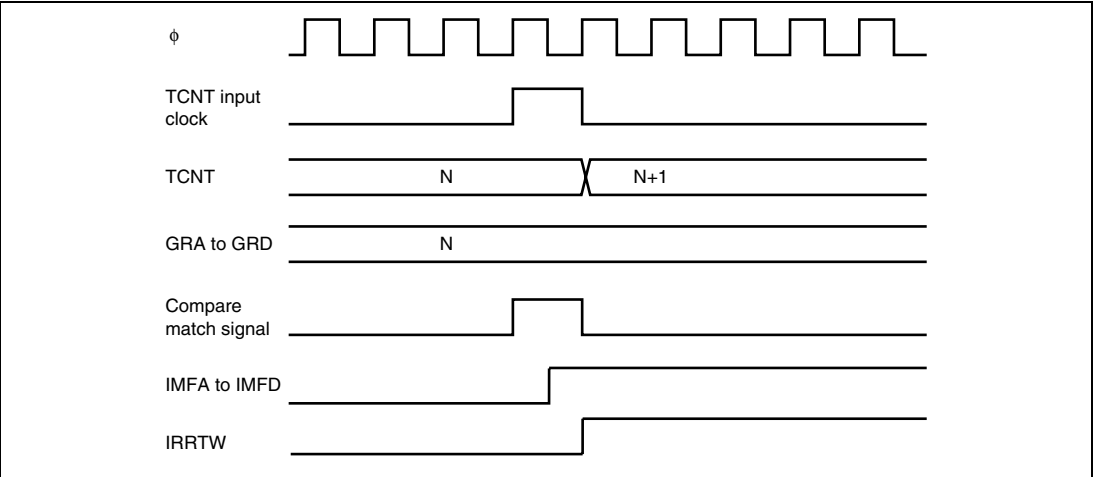 ϕ
TCNT input
clock
TCNT
N
N+1
GRA to GRD
N
Compare
match signal
IMFA to IMFD
IRRTW